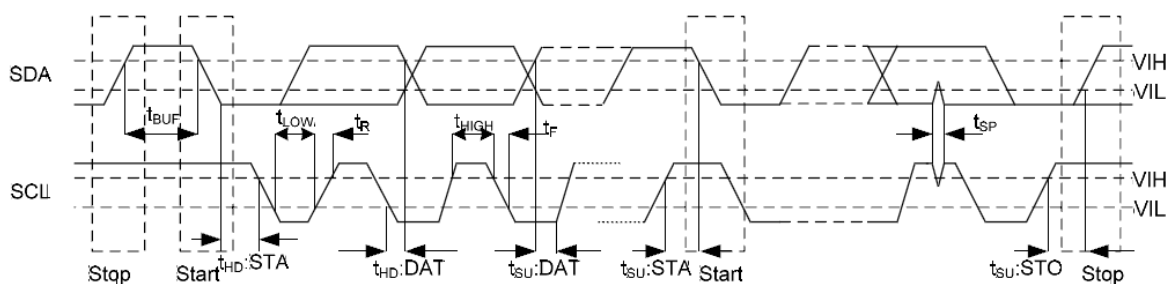 SDA
VIH
VIL
tBUF
tLOW
tR
tHIGH
tF
tSP
SCL
VIH
VIL
tHD:STA
tHD:DAT
tSU:DAT
tSU:STA
tSU:STO
Stop
Start
Start
Stop